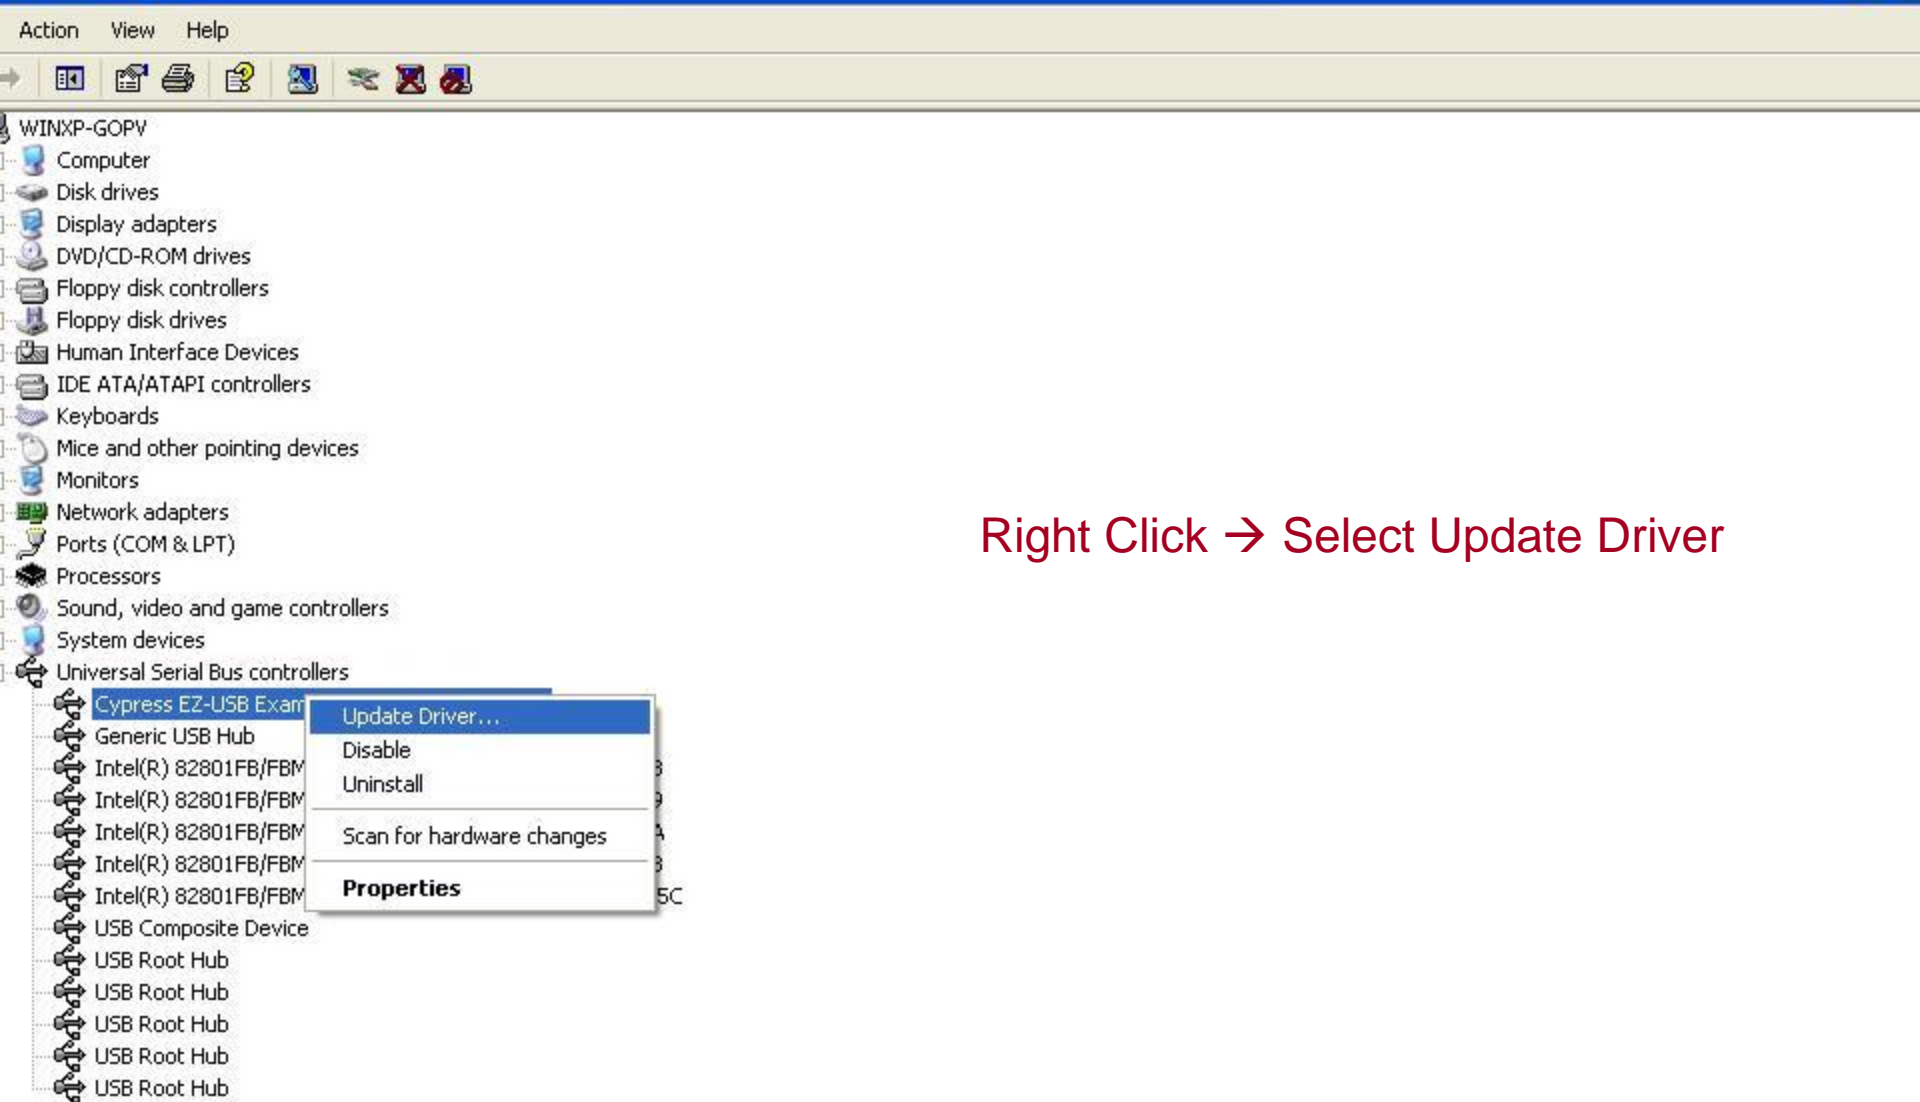 Action View Help
WINXP-GOPV
Computer
Disk drives
Display adapters
DVD/CD-ROM drives
Floppy disk controllers
Floppy disk drives
Human Interface Devices
IDE ATA/ATAPI controllers
Keyboards
Mice and other pointing devices
Monitors
Network adapters
Ports (COM & LPT)
Processors
Sound, video and game controllers
System devices
Universal Serial Bus controllers
Cypress EZ-USB Exam
Generic USB Hub
Intel(R) 82801FB/FBM
Intel(R) 82801FB/FBM
Intel(R) 82801FB/FBM
Intel(R) 82801FB/FBM
Intel(R) 82801FB/FBM 5C
USB Composite Device
USB Root Hub
USB Root Hub
USB Root Hub
USB Root Hub
USB Root Hub
Update Driver...
Disable
Uninstall
Scan for hardware changes
Properties
Right Click → Select Update Driver